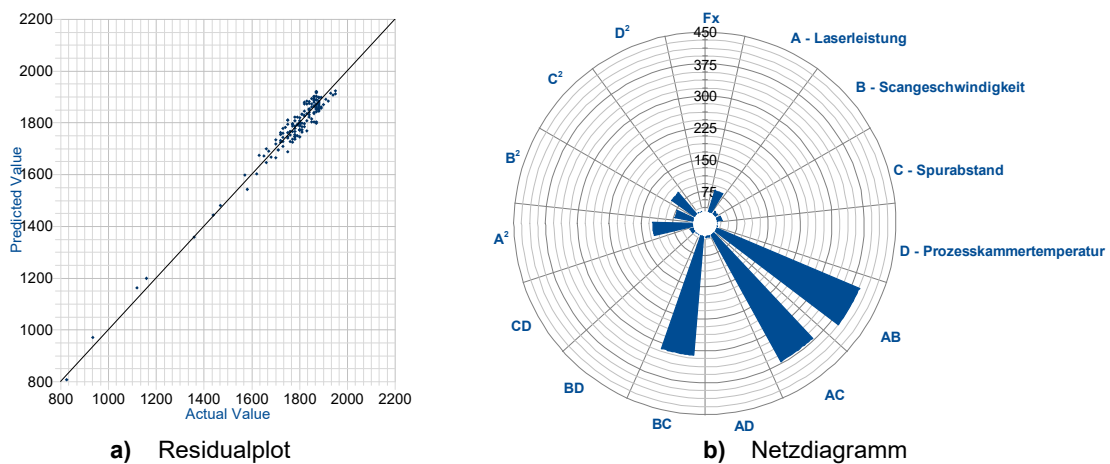 2200
2000
1800
1600
1400
1200
1000
800
800 1000 1200 1400 1600 1800 2000 2200
Predicted Value
Actual Value
a) Residualplot
Fx
450
375
300
225
150
75
A - Laserleistung
B - Scangeschwindigkeit
C - Spurabstand
D - Prozesskammertemperatur
AB
AC
AD
BC
BD
CD
A²
B²
C²
D²
b) Netzdiagramm